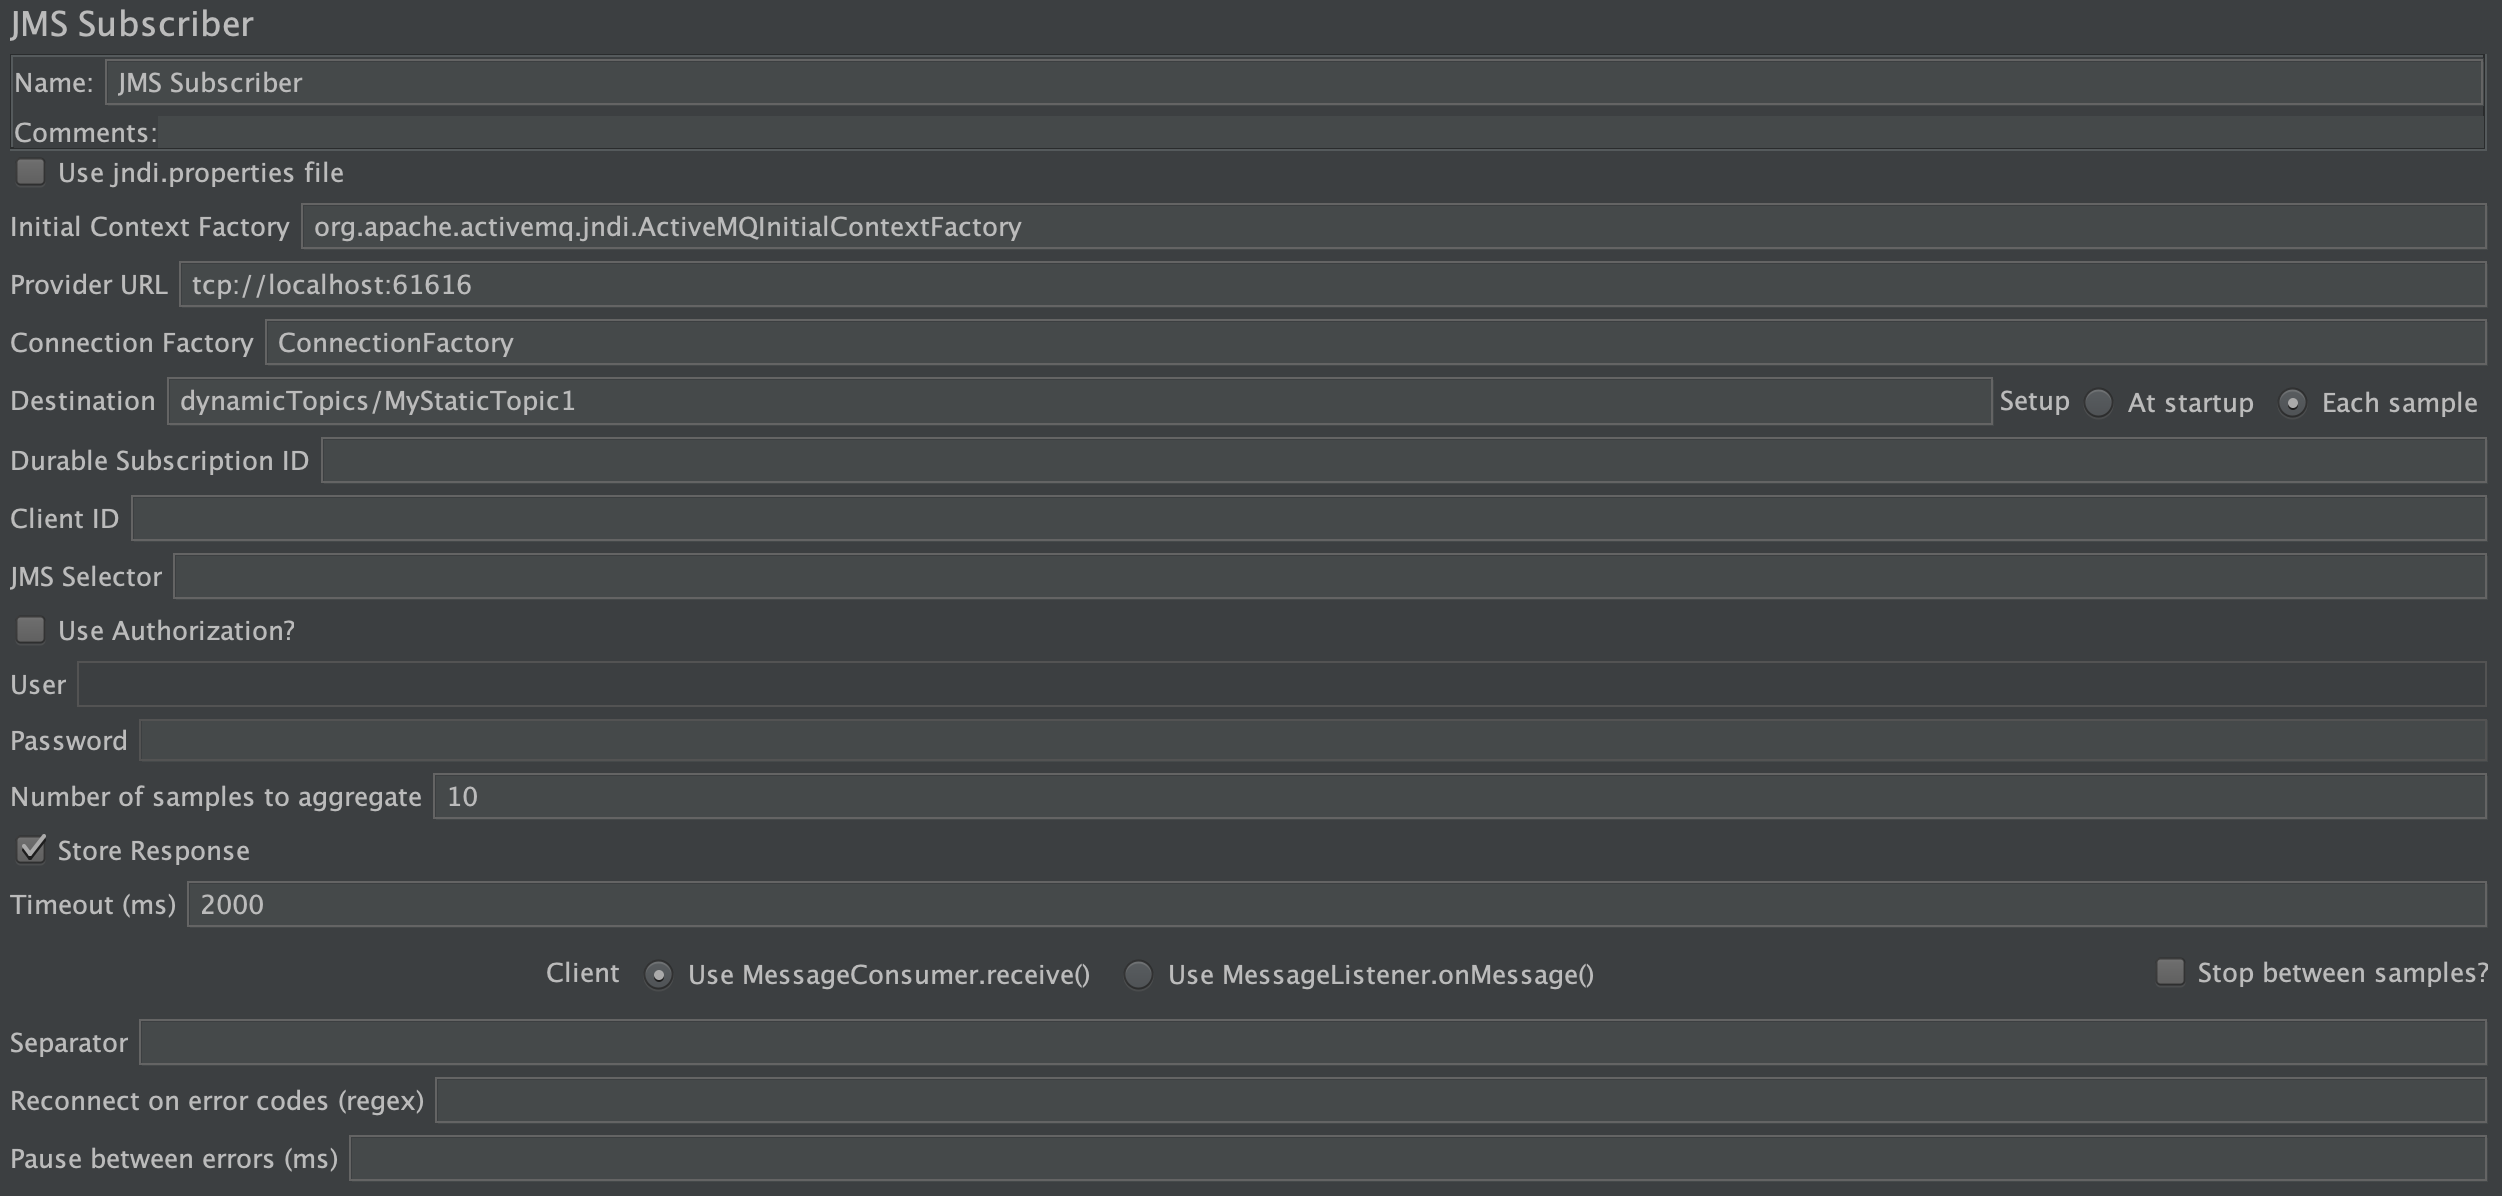 JMS Subscriber
Name: JMS Subscriber
Comments:
Use jndi.properties file
Initial Context Factory org.apache.activemq.jndi.ActiveMQInitialContextFactory
Provider URL tcp://localhost:61616
Connection Factory ConnectionFactory
Destination dynamicTopics/MyStaticTopic1 Setup At startup Each sample
Durable Subscription ID
Client ID
JMS Selector
Use Authorization?
User
Password
Number of samples to aggregate 10
Store Response
Timeout (ms) 2000
Client Use MessageConsumer.receive() Use MessageListener.onMessage() Stop between samples?
Separator
Reconnect on error codes (regex)
Pause between errors (ms)